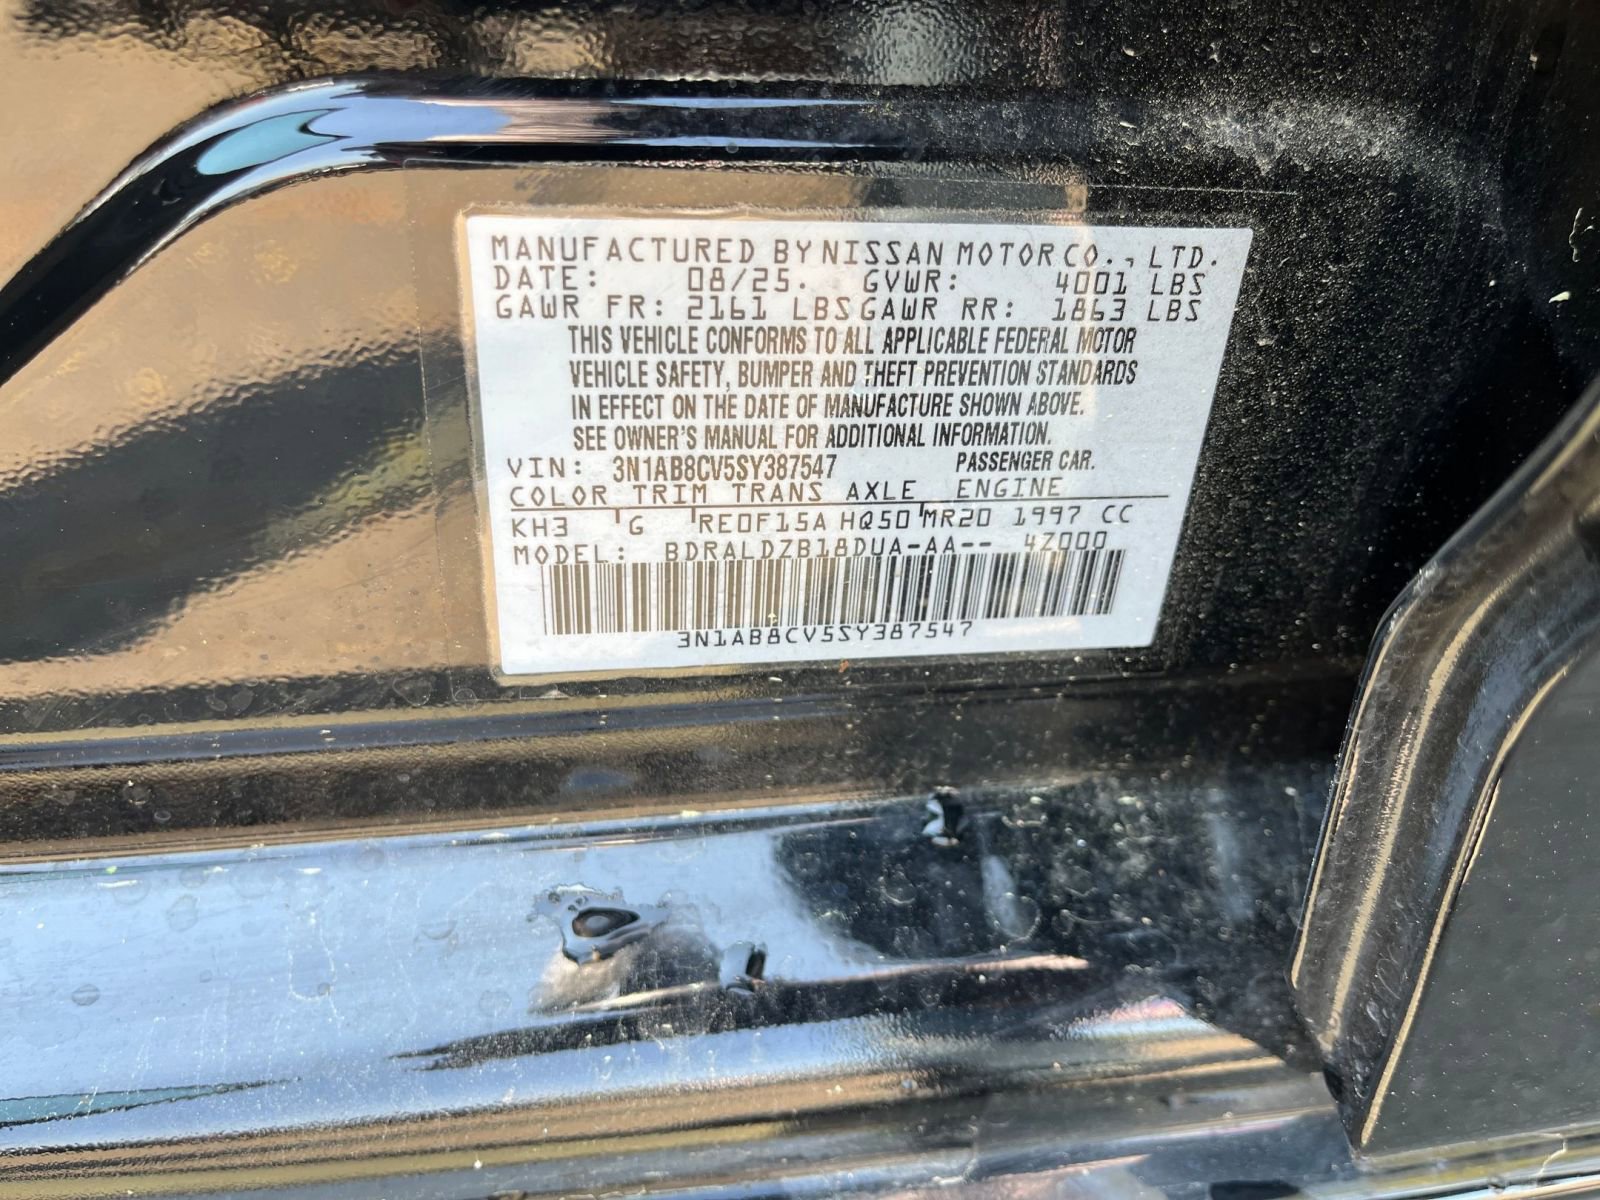 MANUFACTURED BY NISSAN MOTOR CO., LTD.
DATE: 08/25. GVWR: 4001 LBS
GAWR FR: 2161 LBS GAWR RR: 1863 LBS
THIS VEHICLE CONFORMS TO ALL APPLICABLE FEDERAL MOTOR
VEHICLE SAFETY, BUMPER AND THEFT PREVENTION STANDARDS
IN EFFECT ON THE DATE OF MANUFACTURE SHOWN ABOVE.
SEE OWNER'S MANUAL FOR ADDITIONAL INFORMATION.
VIN: 3N1AB8CV5SY387547 PASSENGER CAR.
COLOR TRIM TRANS AXLE ENGINE
KH3 G RE0F15A HQ50 MR20 1997 CC
MODEL: BDRALDZB18DUA-AA-- 4Z000
3N1AB8CV5SY387547